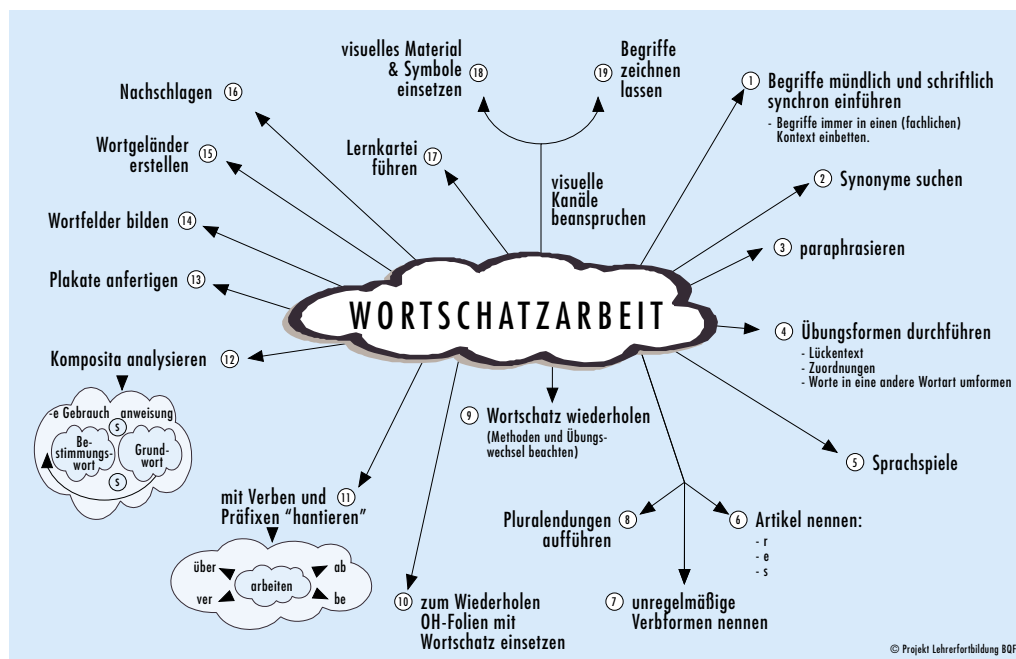 WORTSCHATZARBEIT
1 Begriffe mündlich und schriftlich
synchron einführen
- Begriffe immer in einen (fachlichen)
Kontext einbetten.
2 Synonyme suchen
3 paraphrasieren
4 Übungsformen durchführen
- Lückentext
- Zuordnungen
- Worte in eine andere Wortart umformen
5 Sprachspiele
6 Artikel nennen:
- r
- e
- s
7 unregelmäßige
Verbformen nennen
8 Pluralendungen
aufführen
9 Wortschatz wiederholen
(Methoden und Übungs-
wechsel beachten)
10 zum Wiederholen
OH-Folien mit
Wortschatz einsetzen
11 mit Verben und
Präfixen “hantieren”
über
ab
arbeiten
ver
be
12 Komposita analysieren
-e Gebrauch
s
anweisung
Be-
stimmungs-
wort
Grund-
wort
s
13 Plakate anfertigen
14 Wortfelder bilden
15 Wortgeländer
erstellen
16 Nachschlagen
17 Lernkartei
führen
visuelle
Kanäle
beanspruchen
18 visuelles Material
& Symbole
einsetzen
19 Begriffe
zeichnen
lassen
© Projekt Lehrerfortbildung BQF